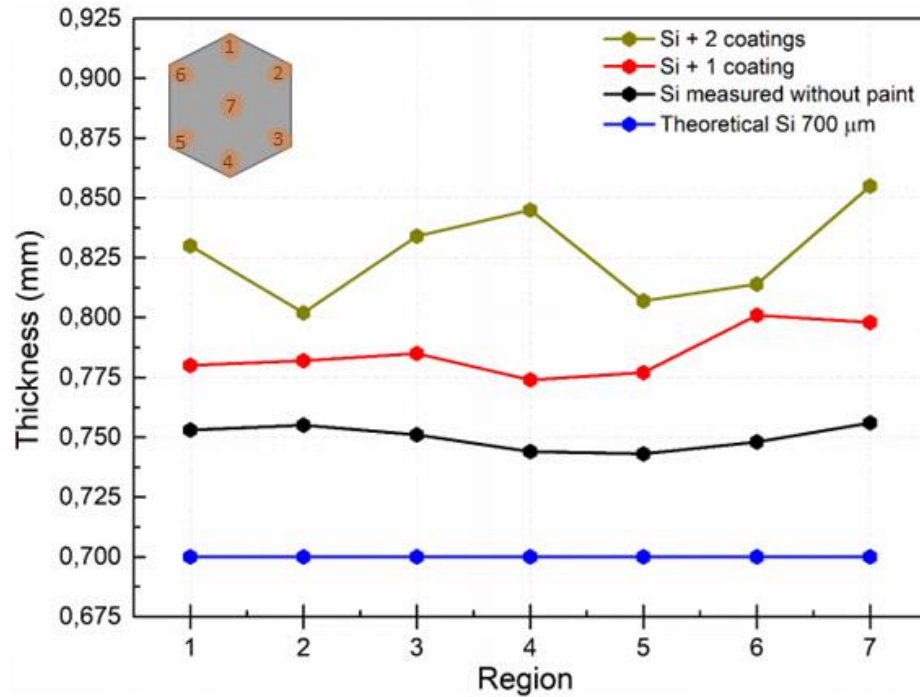 0,925
0,900
0,875
0,850
0,825
0,800
0,775
0,750
0,725
0,700
0,675
Thickness (mm)
1
6
2
7
5
3
4
Si + 2 coatings
Si + 1 coating
Si measured without paint
Theoretical Si 700 μm
1 2 3 4 5 6 7
Region